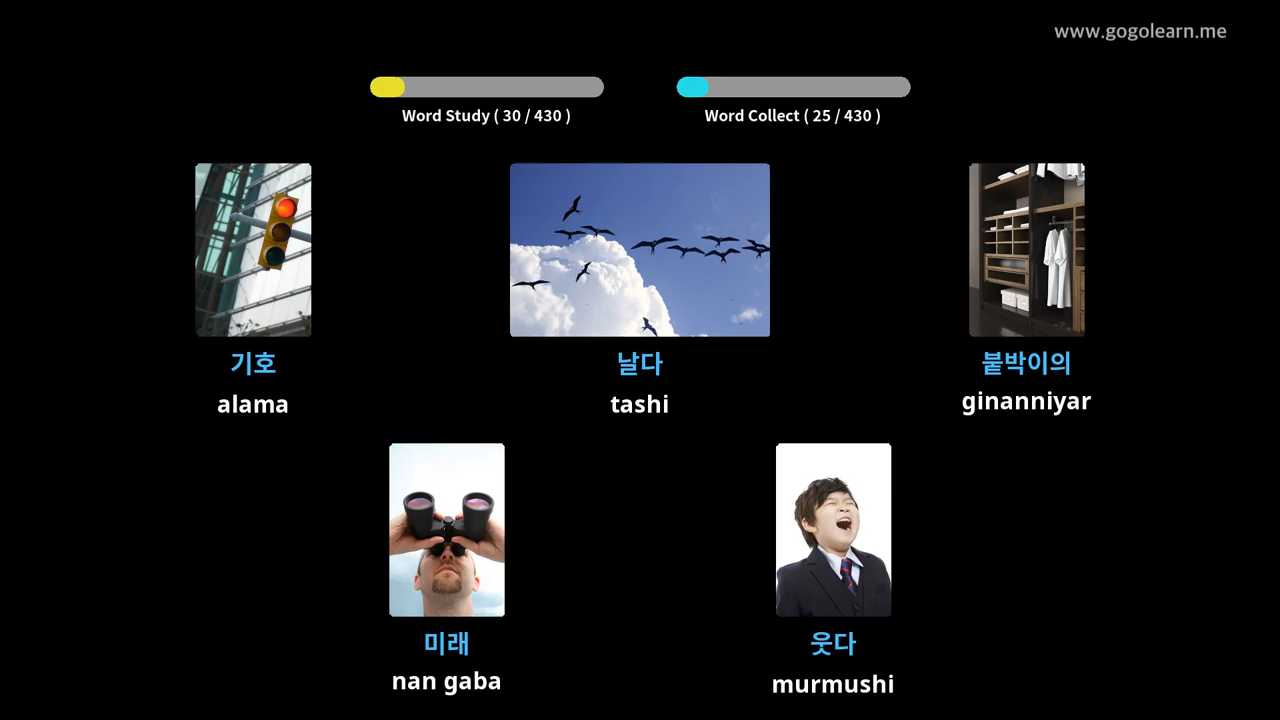 www.gogolearn.me
Word Study ( 30 / 430 )
Word Collect ( 25 / 430 )
기호
alama
날다
tashi
붙박이의
ginanniyar
미래
nan gaba
웃다
murmushi